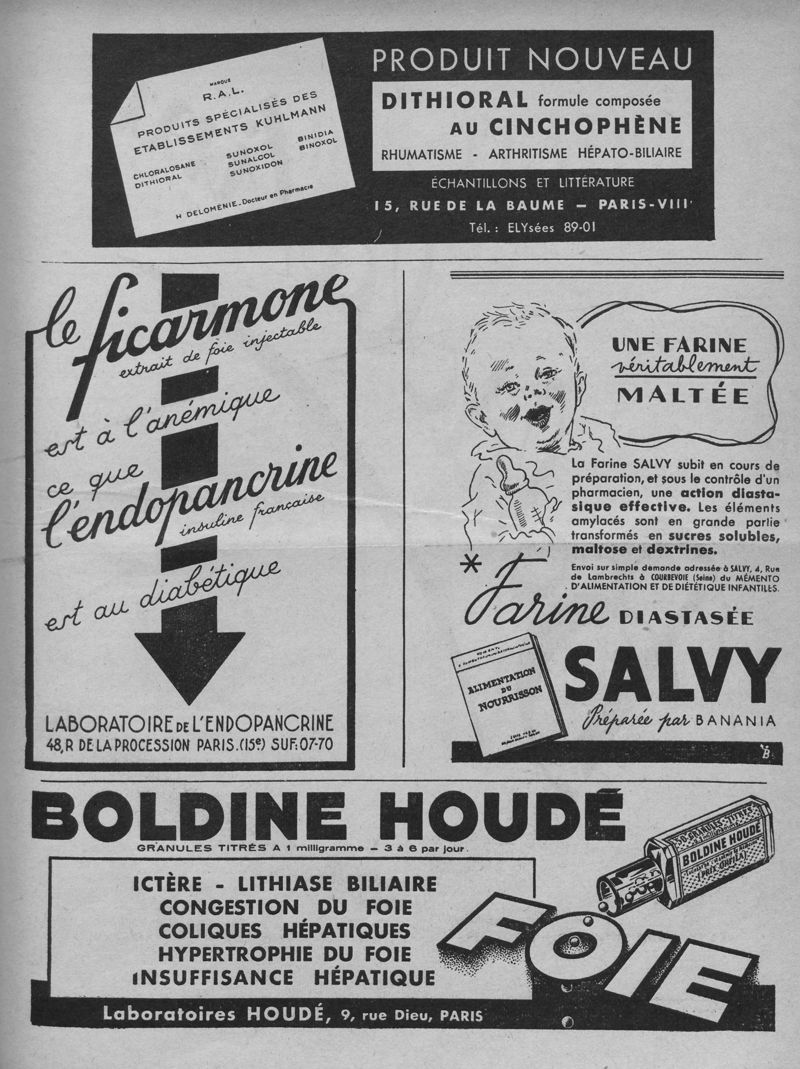 MARQUE
R.A.L.
PRODUITS SPÉCIALISÉS DES
ETABLISSEMENTS KUHLMANN
CHLORALOSANE SUNOXOL BINIDIA
DITHIORAL SUNALCOL BINOXOL
SUNOXIDON
H DELOMÉNIE. Docteur en Pharmacie
PRODUIT NOUVEAU
DITHIORAL formule composée
AU CINCHOPHÈNE
RHUMATISME - ARTHRITISME HÉPATO-BILIAIRE
ÉCHANTILLONS ET LITTÉRATURE
15, RUE DE LA BAUME — PARIS-VIII
Tél. : ELYsées 89-01
le ficarmone
extrait de foie injectable
est à l'anémique
ce que
l'endopancrine
insuline française
est au diabétique
LABORATOIRE DE L'ENDOPANCRINE
48, R DE LA PROCESSION PARIS. (15e) SUF: 07-70
UNE FARINE
véritablement
MALTÉE
La Farine SALVY subit en cours de
préparation, et sous le contrôle d'un
pharmacien, une action diasta-
sique effective. Les éléments
amylacés sont en grande partie
transformés en sucres solubles,
maltose et dextrines.
Envoi sur simple demande adressée à SALVY, 4, Rue
de Lambrechts à COURBEVOIE (Seine) du MÉMENTO
D'ALIMENTATION ET DE DIÉTÉTIQUE INFANTILES.
* Farine DIASTASÉE
SALVY
Préparée par BANANIA
ALIMENTATION
DU
NOURRISSON
BOLDINE HOUDÉ
GRANULES TITRÉS A 1 milligramme — 3 à 6 par jour.
ICTÈRE - LITHIASE BILIAIRE
CONGESTION DU FOIE
COLIQUES HÉPATIQUES
HYPERTROPHIE DU FOIE
INSUFFISANCE HÉPATIQUE
BOLDINE HOUDÉ
(PRIX ORFILA)
FOIE
Laboratoires HOUDÉ, 9, rue Dieu, PARIS